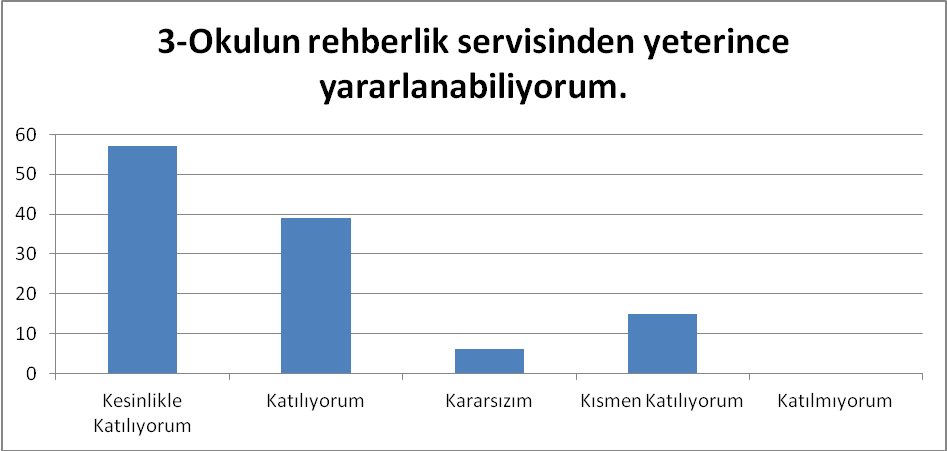 3-Okulun rehberlik servisinden yeterince
yararlanabiliyorum.
60
50
40
30
20
10
0
Kesinlikle
Katılıyorum
Katılıyorum
Kararsızım
Kısmen Katılıyorum
Katılmıyorum